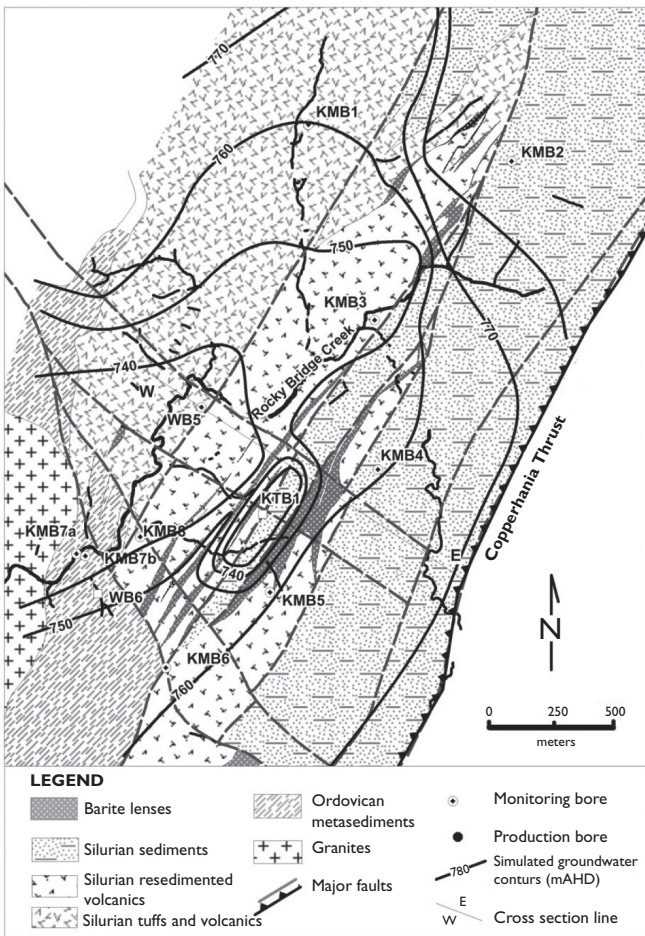 770
KMB1
KMB2
760
750
KMB3
770
Rocky Bridge Creek
740
W
WB5
KMB4
Copperhania Thrust
KTB1
KMB7a
KMB8
KMB7b
E
740
WB6
KMB5
750
N
KMB6
760
0 250 500
meters
LEGEND
Barite lenses
Silurian sediments
Silurian resedimented
volcanics
Silurian tuffs and volcanics
Ordovican
metasediments
Granites
Major faults
Monitoring bore
Production bore
780
Simulated groundwater
conturs (mAHD)
E
W
Cross section line